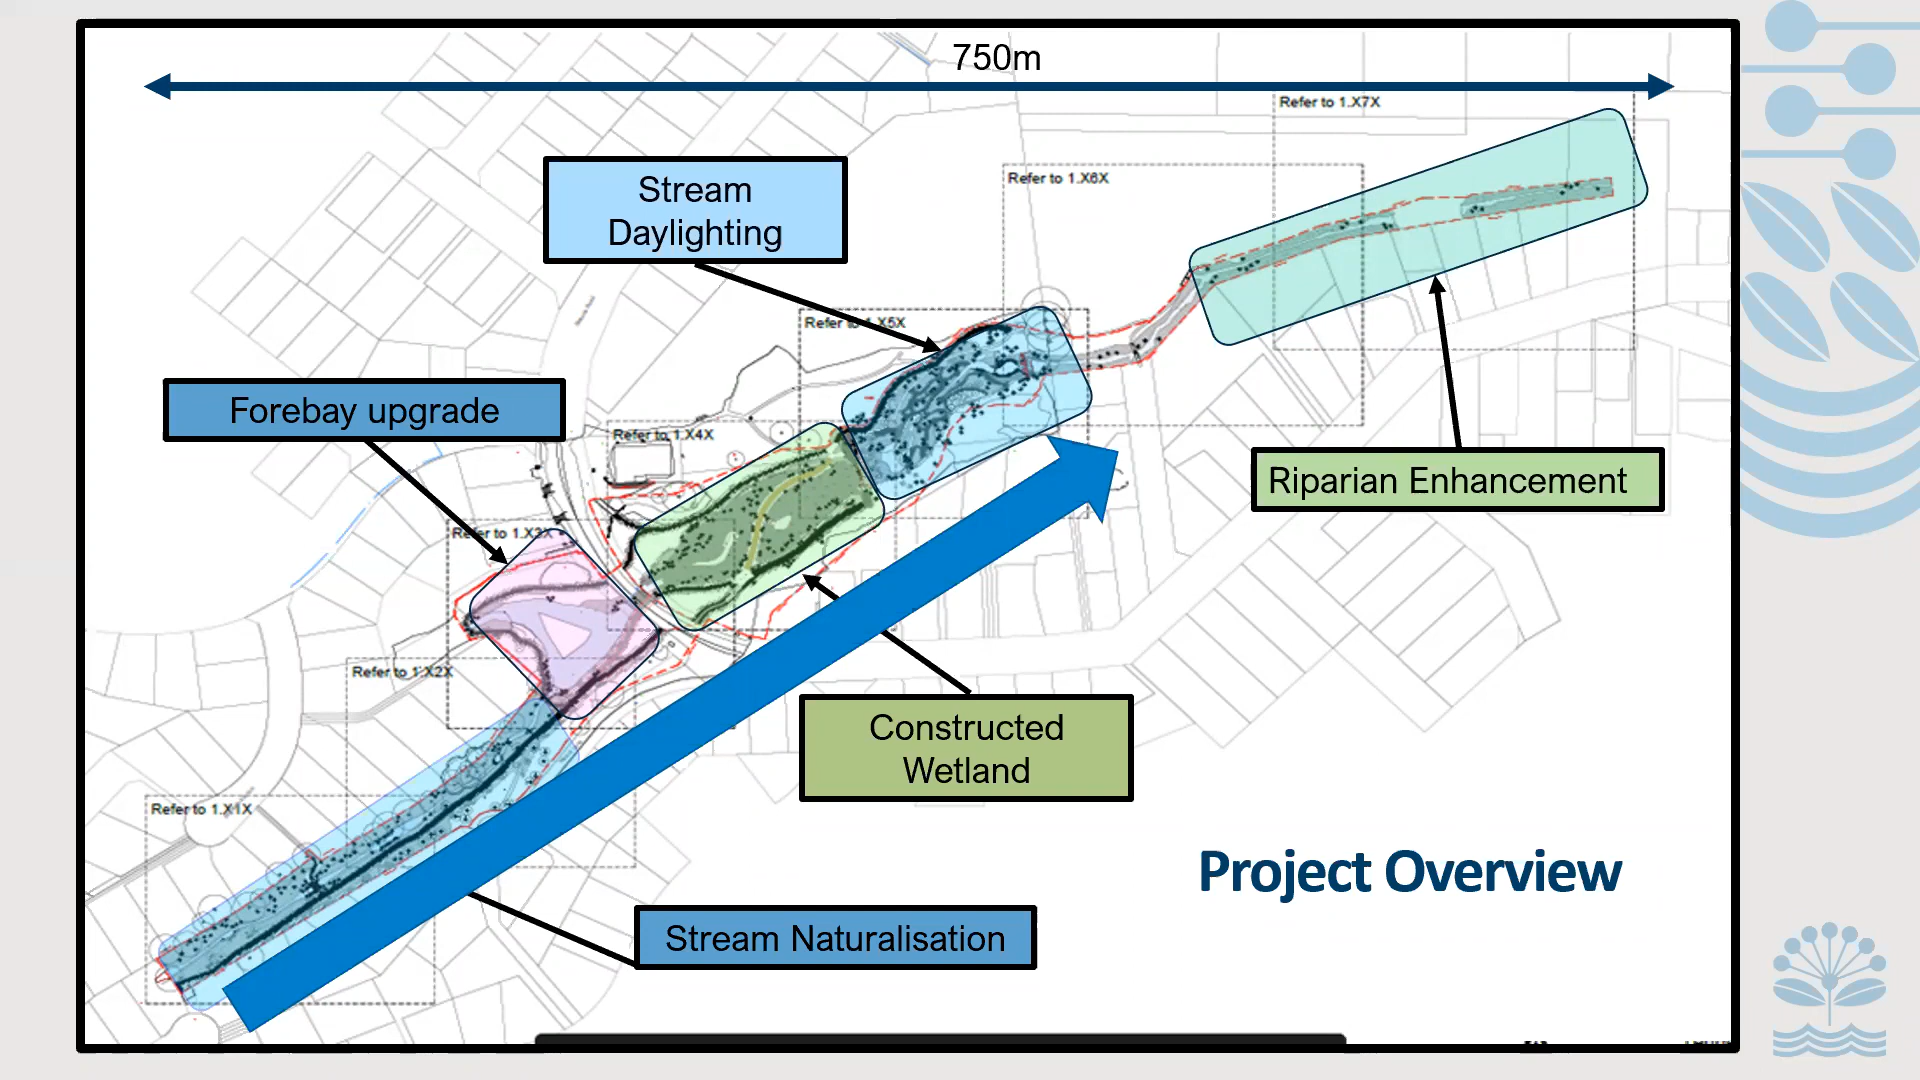 750m
Refer to 1.X7X
Stream
Daylighting
Refer to 1.X6X
Refer to 1.X5X
Forebay upgrade
Refer to 1.X4X
Riparian Enhancement
Refer to 1.X3X
Refer to 1.X2X
Constructed
Wetland
Refer to 1.X1X
Project Overview
Stream Naturalisation